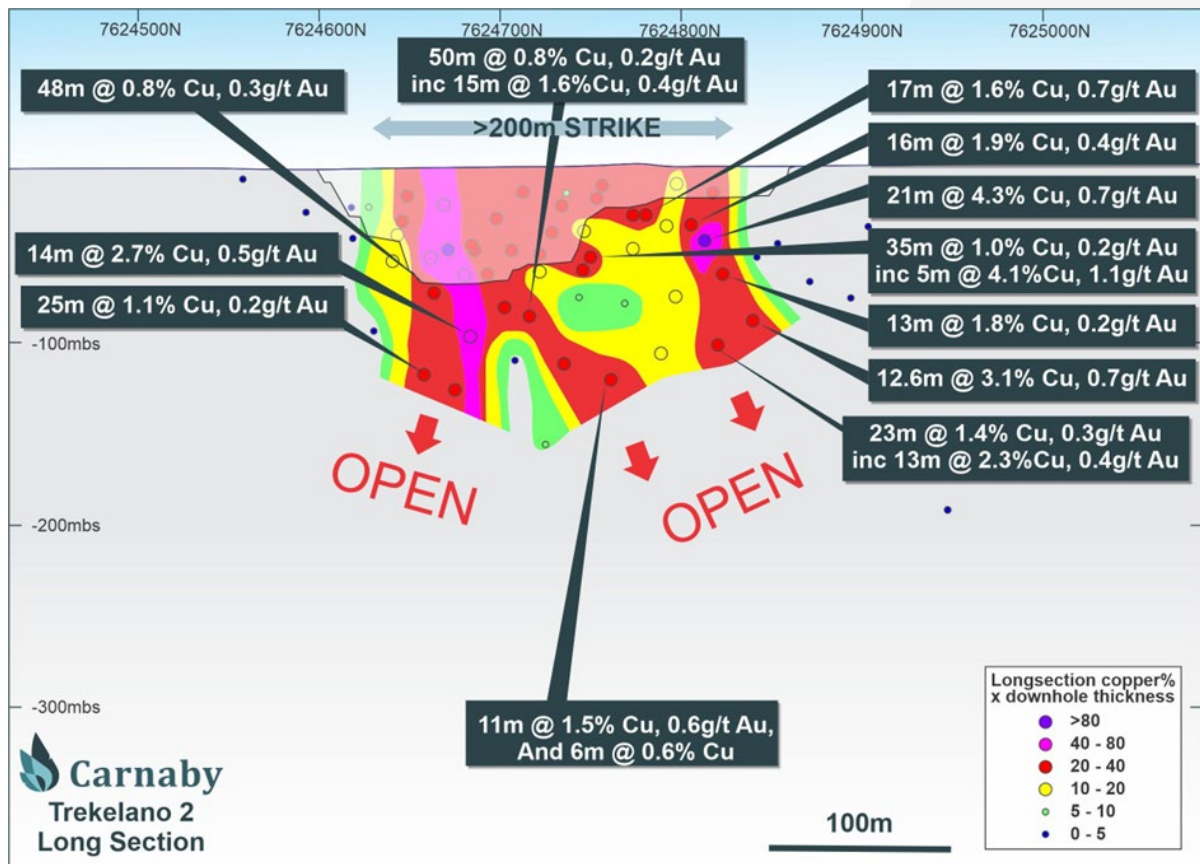 7624500N
7624600N
7624700N
7624800N
7624900N
7625000N
48m @ 0.8% Cu, 0.3g/t Au
50m @ 0.8% Cu, 0.2g/t Au
inc 15m @ 1.6%Cu, 0.4g/t Au
>200m STRIKE
17m @ 1.6% Cu, 0.7g/t Au
16m @ 1.9% Cu, 0.4g/t Au
21m @ 4.3% Cu, 0.7g/t Au
14m @ 2.7% Cu, 0.5g/t Au
35m @ 1.0% Cu, 0.2g/t Au
inc 5m @ 4.1%Cu, 1.1g/t Au
25m @ 1.1% Cu, 0.2g/t Au
13m @ 1.8% Cu, 0.2g/t Au
-100mbs
12.6m @ 3.1% Cu, 0.7g/t Au
23m @ 1.4% Cu, 0.3g/t Au
inc 13m @ 2.3%Cu, 0.4g/t Au
OPEN
OPEN
-200mbs
-300mbs
11m @ 1.5% Cu, 0.6g/t Au,
And 6m @ 0.6% Cu
Carnaby
Trekelano 2
Long Section
100m
Longsection copper%
x downhole thickness
>80
40 - 80
20 - 40
10 - 20
5 - 10
0 - 5